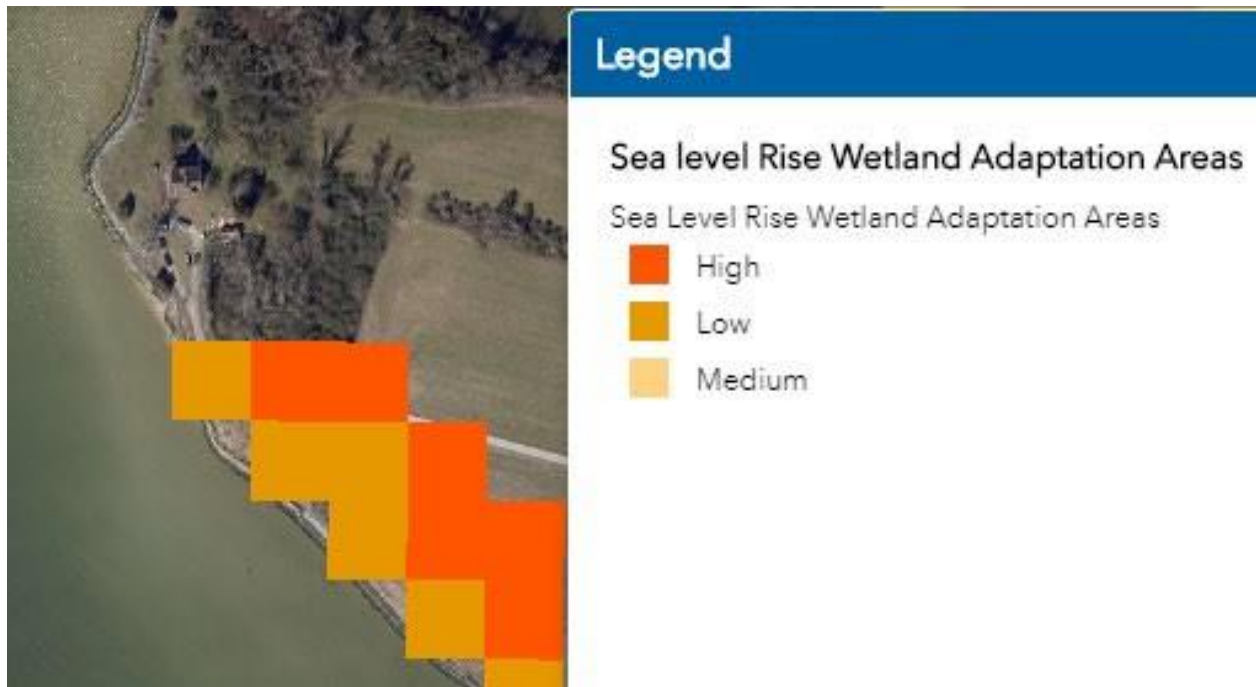 Legend
Sea level Rise Wetland Adaptation Areas
Sea Level Rise Wetland Adaptation Areas
High
Low
Medium